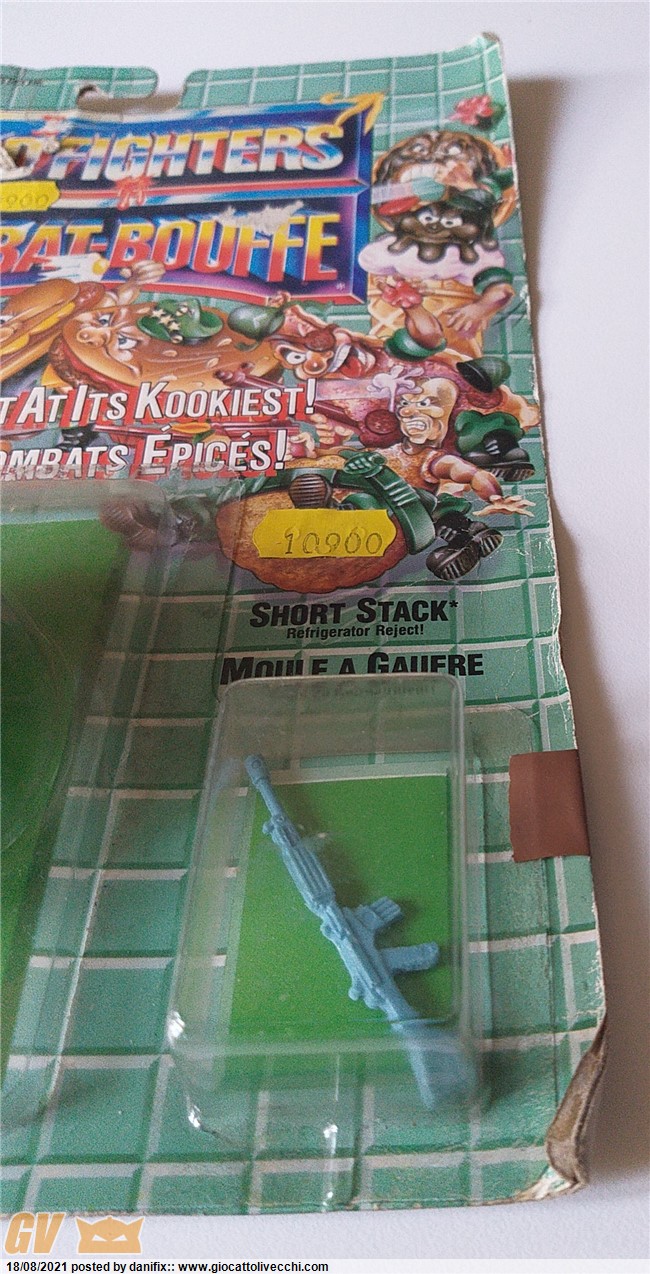 FIGHTERS
900
BAT-BOUFFE
T AT ITS KOOKIEST!
OMBATS ÉPICÉS!
10900
SHORT STACK*
Refrigerator Reject!
MOULE A GAUFRE
GV
18/08/2021 posted by danifix:: www.giocattolivecchi.com